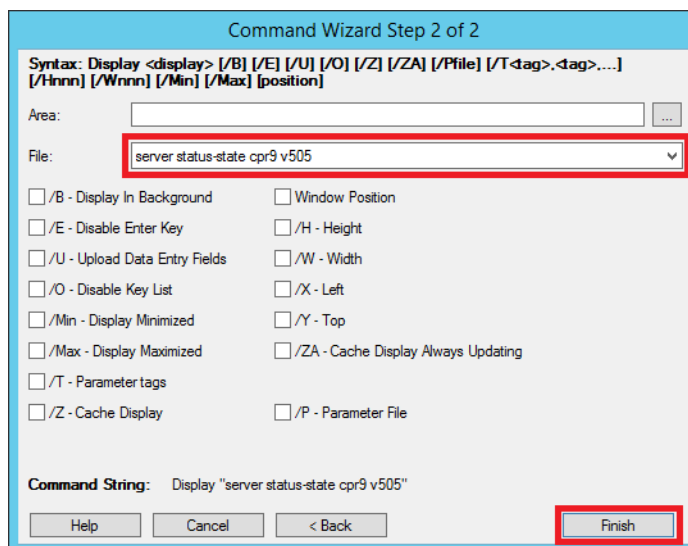 Command Wizard Step 2 of 2
Syntax: Display <display> [/B] [/E] [/U] [/O] [/Z] [/ZA] [/Pfile] [/T<tag>,<tag>,...]
[/Hnnn] [/Wnnn] [/Min] [/Max] [position]
Area:
...
File:
server status-state cpr9 v505
/B - Display In Background
Window Position
/E - Disable Enter Key
/H - Height
/U - Upload Data Entry Fields
/W - Width
/O - Disable Key List
/X - Left
/Min - Display Minimized
/Y - Top
/Max - Display Maximized
/ZA - Cache Display Always Updating
/T - Parameter tags
/Z - Cache Display
/P - Parameter File
Command String: Display "server status-state cpr9 v505"
Help
Cancel
< Back
Finish